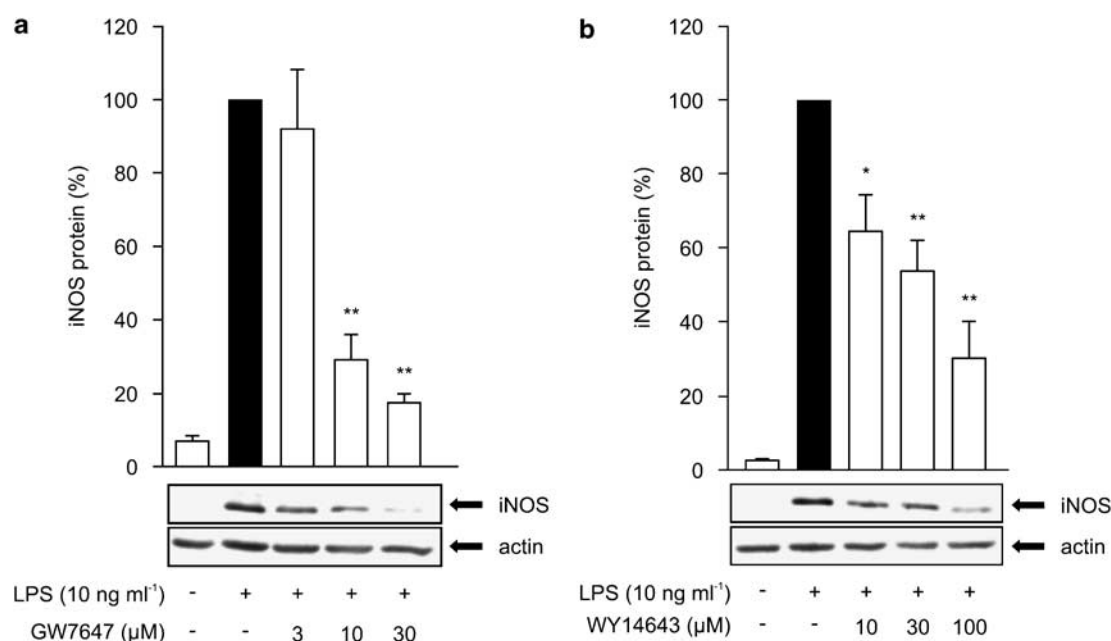 a
120
100
80
60
40
20
0
iNOS protein (%)
**
**
iNOS
actin
LPS (10 ng ml⁻¹) - + + + +
GW7647 (µM) - - 3 10 30
b
120
100
80
60
40
20
0
iNOS protein (%)
*
**
**
iNOS
actin
LPS (10 ng ml⁻¹) - + + + +
WY14643 (µM) - - 10 30 100